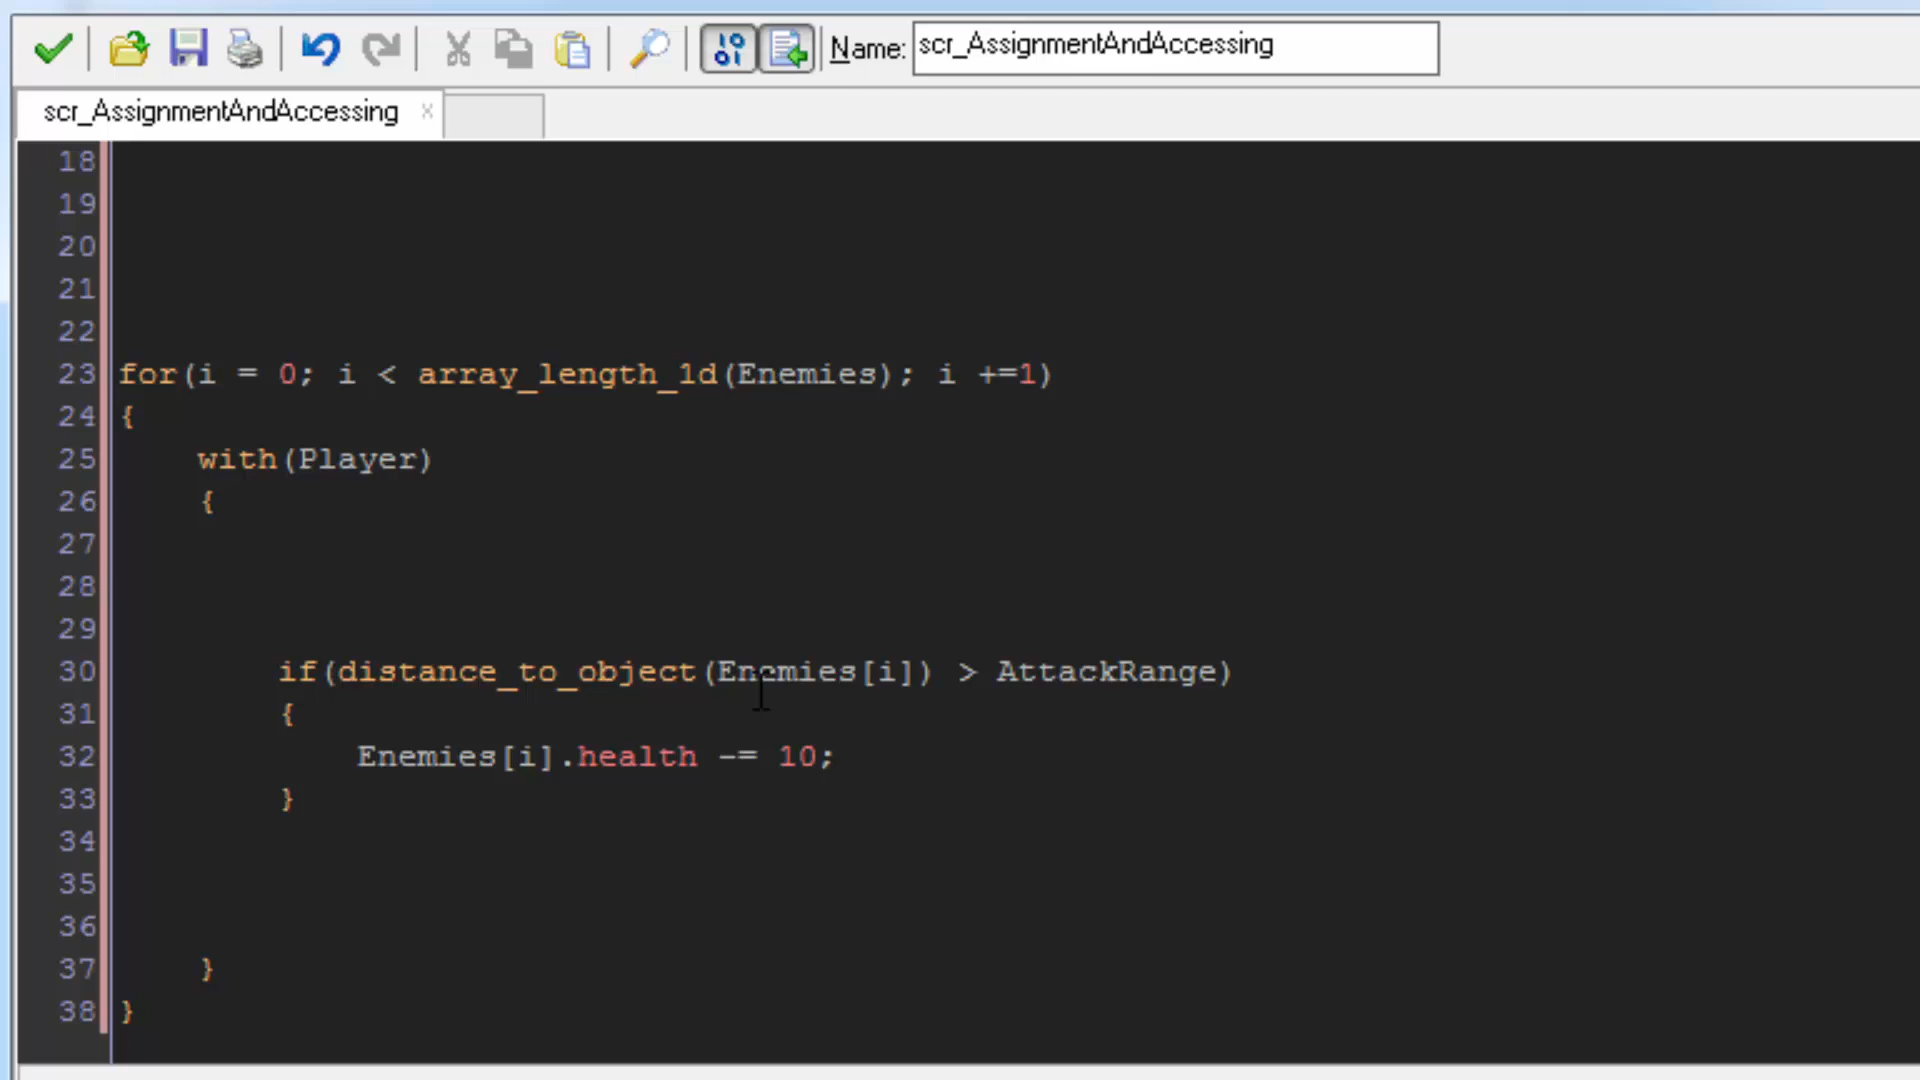 Name: scr_AssignmentAndAccessing
scr_AssignmentAndAccessing x
18
19
20
21
22
23 for(i = 0; i < array_length_1d(Enemies); i +=1)
24 {
25 with(Player)
26 {
27
28
29
30 if(distance_to_object(Enemies[i]) > AttackRange)
31 {
32 Enemies[i].health -= 10;
33 }
34
35
36
37 }
38 }